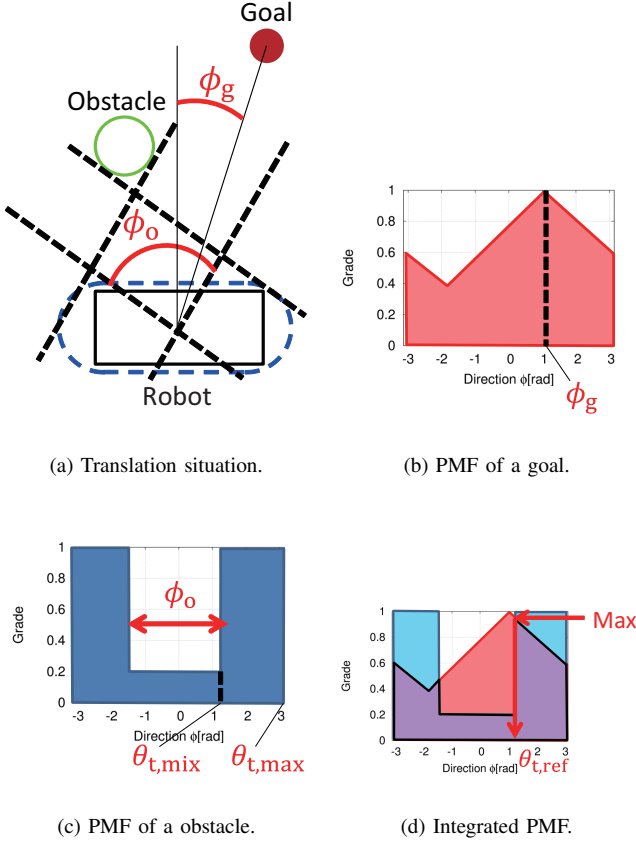 Goal
ϕg
Obstacle
ϕo
Robot
(a) Translation situation.
1
0.8
0.6
0.4
0.2
0
Grade
-3 -2 -1 0 1 2 3
Direction ϕ[rad]
ϕg
(b) PMF of a goal.
1
0.8
0.6
0.4
0.2
0
Grade
ϕo
-3 -2 -1 0 1 2 3
Direction ϕ[rad]
θt,mix θt,max
(c) PMF of a obstacle.
1
0.8
0.6
0.4
0.2
0
Grade
Max
-3 -2 -1 0 1 2 3
Direction ϕ[rad]
θt,ref
(d) Integrated PMF.